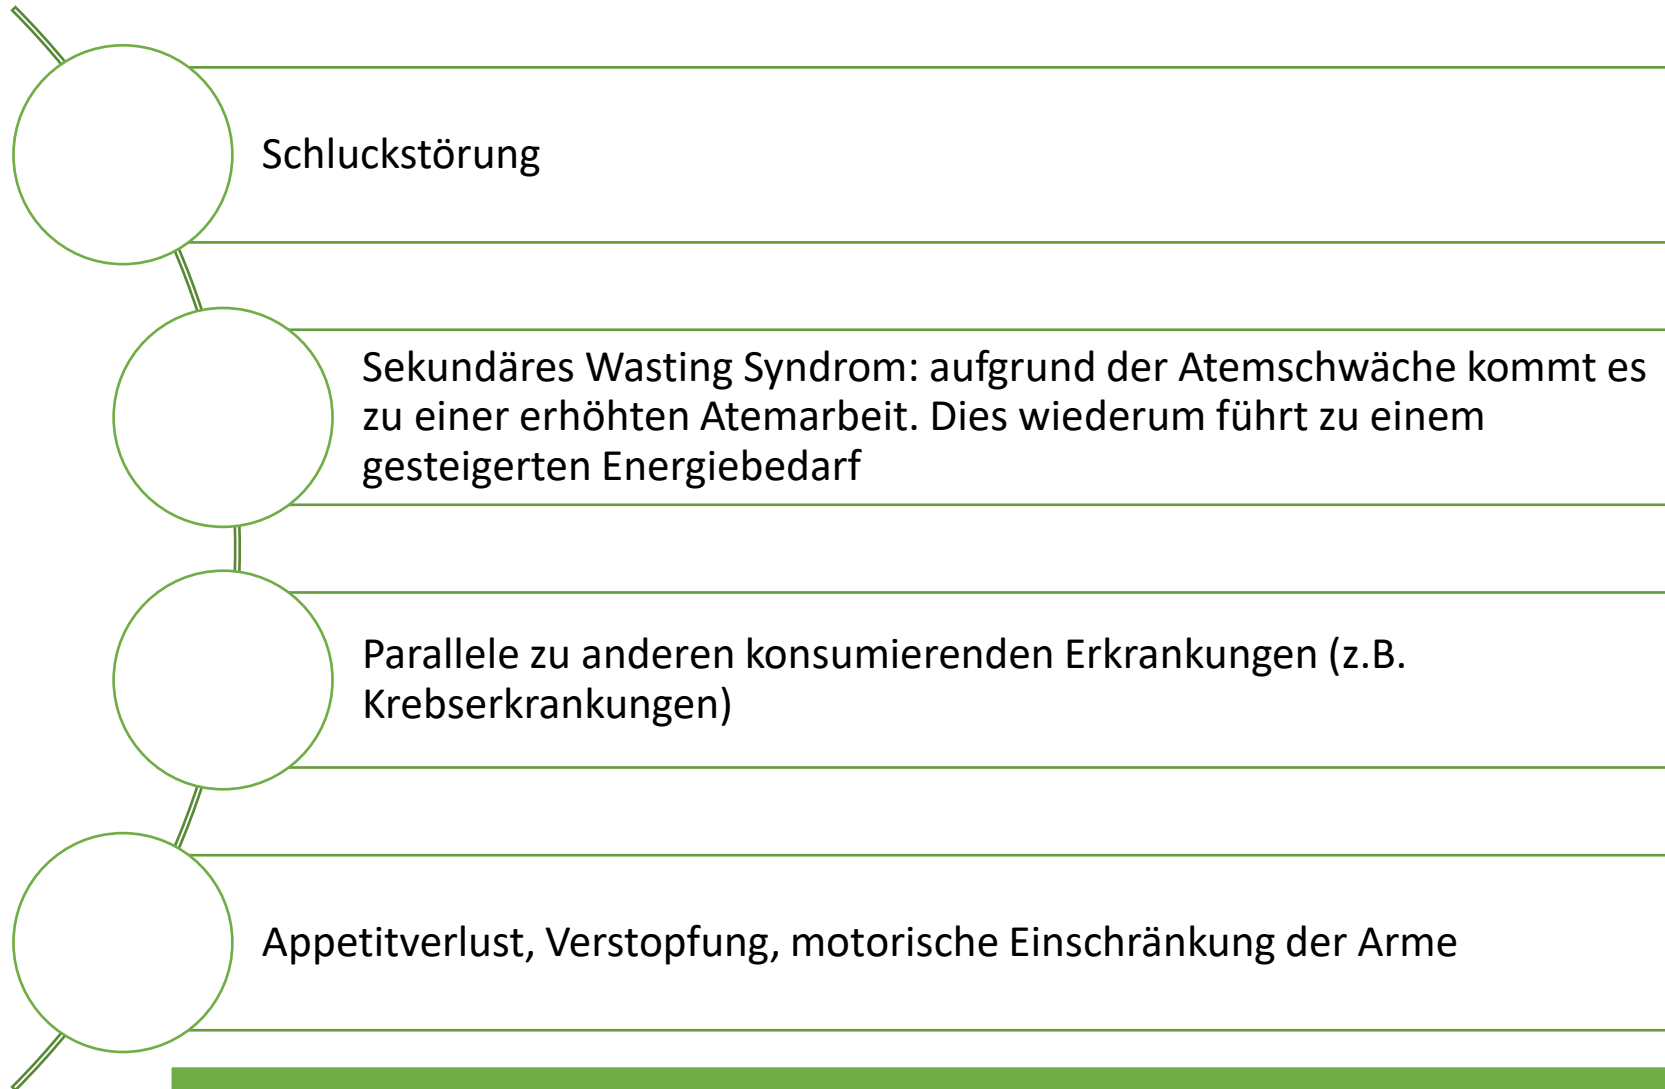 Schluckstörung
Sekundäres Wasting Syndrom: aufgrund der Atemschwäche kommt es
zu einer erhöhten Atemarbeit. Dies wiederum führt zu einem
gesteigerten Energiebedarf
Parallele zu anderen konsumierenden Erkrankungen (z.B.
Krebserkrankungen)
Appetitverlust, Verstopfung, motorische Einschränkung der Arme